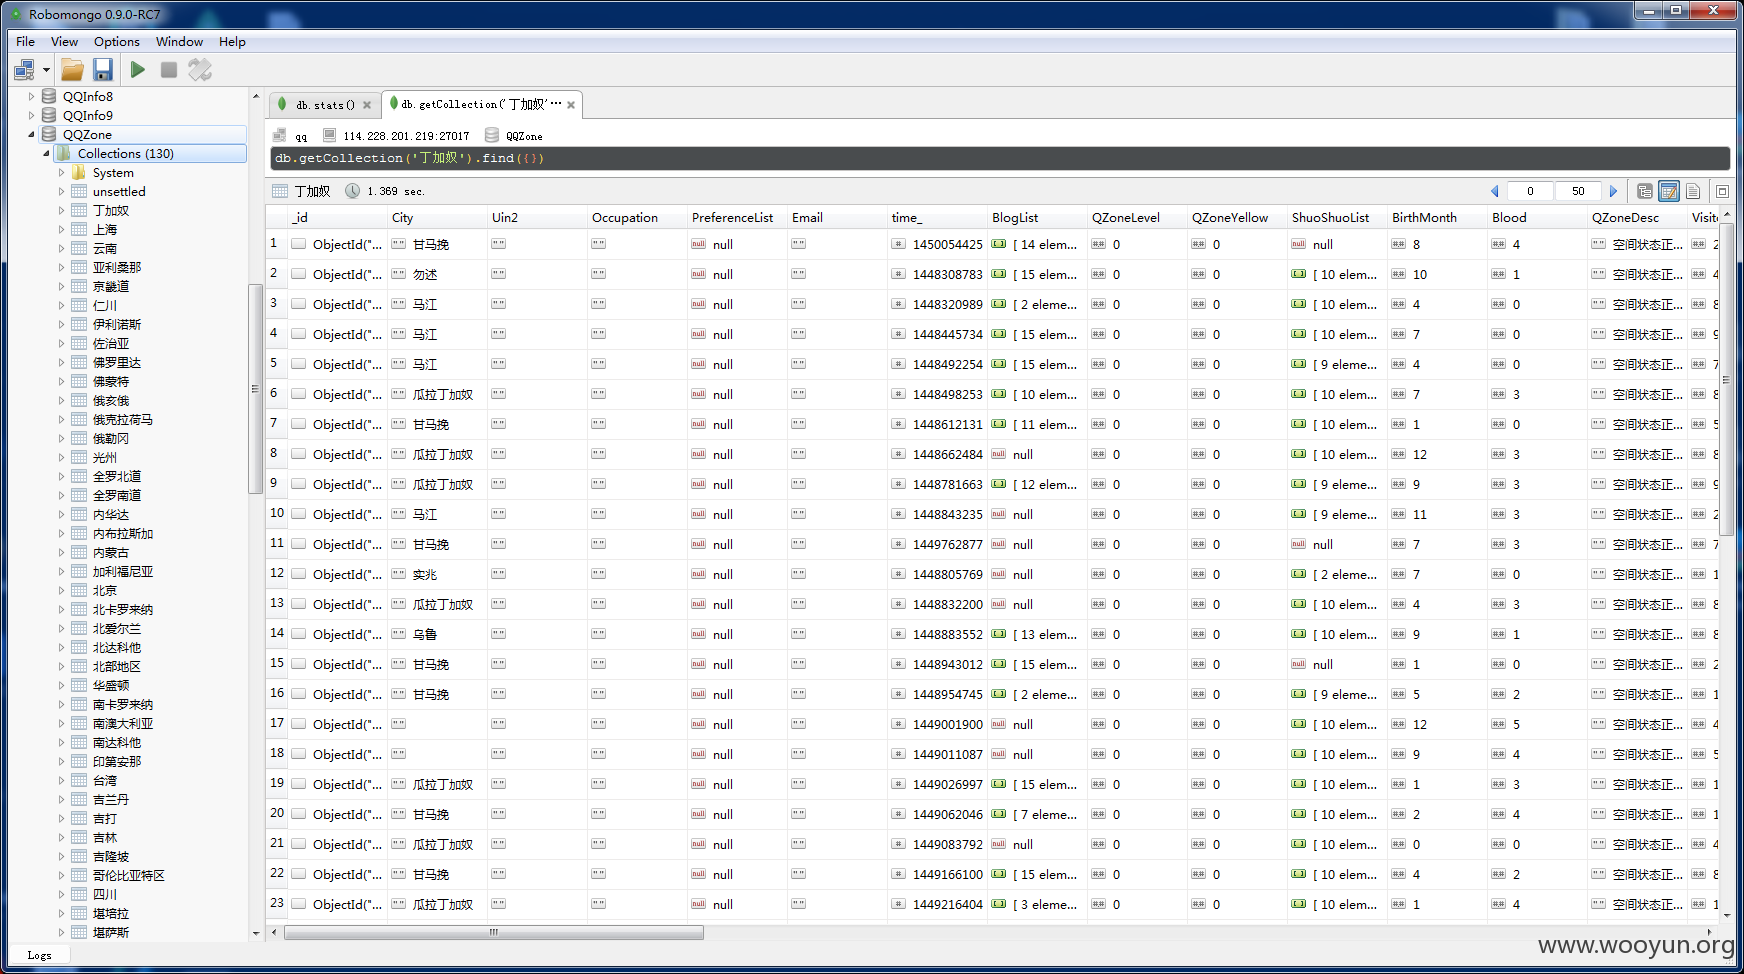 Robomongo 0.9.0-RC7
File View Options Window Help
QQInfo8
QQInfo9
QQZone
Collections (130)
System
unsettled
丁加奴
上海
云南
亚利桑那
京畿道
仁川
伊利诺斯
佐治亚
佛罗里达
佛蒙特
俄亥俄
俄克拉荷马
俄勒冈
光州
全罗北道
全罗南道
内华达
内布拉斯加
内蒙古
加利福尼亚
北京
北卡罗来纳
北爱尔兰
北达科他
北部地区
华盛顿
南卡罗来纳
南澳大利亚
南达科他
印第安那
台湾
吉兰丹
吉打
吉林
吉隆坡
哥伦比亚特区
四川
堪培拉
堪萨斯
db.stats() db.getCollection('丁加奴'...
qq 114.228.201.219:27017 QQZone
db.getCollection('丁加奴').find({})
丁加奴 1.369 sec. 0 50
_id City Uin2 Occupation PreferenceList Email time_ BlogList QZoneLevel QZoneYellow ShuoShuoList BirthMonth Blood QZoneDesc Visit
1 ObjectId("... 甘马挽 null 1450054425 [ 14 elem... 0 0 null 8 4 空间状态正... 2
2 ObjectId("... 勿述 null 1448308783 [ 15 elem... 0 0 [ 10 elem... 10 1 空间状态正... 4
3 ObjectId("... 马江 null 1448320989 [ 2 eleme... 0 0 [ 10 elem... 4 0 空间状态正... 8
4 ObjectId("... 马江 null 1448445734 [ 15 elem... 0 0 [ 10 elem... 7 0 空间状态正... 9
5 ObjectId("... 马江 null 1448492254 [ 15 elem... 0 0 [ 9 eleme... 4 0 空间状态正... 7
6 ObjectId("... 瓜拉丁加奴 null 1448498253 [ 10 elem... 0 0 [ 10 elem... 7 3 空间状态正... 8
7 ObjectId("... 甘马挽 null 1448612131 [ 11 elem... 0 0 [ 10 elem... 1 0 空间状态正... 5
8 ObjectId("... 瓜拉丁加奴 null 1448662484 null 0 0 [ 10 elem... 12 3 空间状态正... 8
9 ObjectId("... 瓜拉丁加奴 null 1448781663 [ 12 elem... 0 0 [ 9 eleme... 9 3 空间状态正... 9
10 ObjectId("... 马江 null 1448843235 null 0 0 [ 9 eleme... 11 3 空间状态正... 2
11 ObjectId("... 甘马挽 null 1449762877 null 0 0 null 7 3 空间状态正... 7
12 ObjectId("... 实兆 null 1448805769 null 0 0 [ 2 eleme... 7 0 空间状态正... 1
13 ObjectId("... 瓜拉丁加奴 null 1448832200 null 0 0 [ 10 elem... 4 3 空间状态正... 8
14 ObjectId("... 乌鲁 null 1448883552 [ 13 elem... 0 0 [ 10 elem... 9 1 空间状态正... 8
15 ObjectId("... 甘马挽 null 1448943012 [ 15 elem... 0 0 null 1 0 空间状态正... 2
16 ObjectId("... 甘马挽 null 1448954745 [ 2 eleme... 0 0 [ 9 eleme... 5 2 空间状态正... 1
17 ObjectId("... null 1449001900 null 0 0 [ 10 elem... 12 5 空间状态正... 4
18 ObjectId("... null 1449011087 null 0 0 [ 10 elem... 9 4 空间状态正... 5
19 ObjectId("... 瓜拉丁加奴 null 1449026997 [ 15 elem... 0 0 [ 10 elem... 1 3 空间状态正... 1
20 ObjectId("... 甘马挽 null 1449062046 [ 7 eleme... 0 0 [ 10 elem... 2 4 空间状态正... 1
21 ObjectId("... 瓜拉丁加奴 null 1449083792 null 0 0 [ 10 elem... 0 0 空间状态正... 4
22 ObjectId("... 甘马挽 null 1449166100 [ 15 elem... 0 0 [ 10 elem... 4 2 空间状态正... 8
23 ObjectId("... 瓜拉丁加奴 null 1449216404 [ 3 eleme... 0 0 [ 10 elem... 1 4 空间状态正... 1
Logs
www.wooyun.org